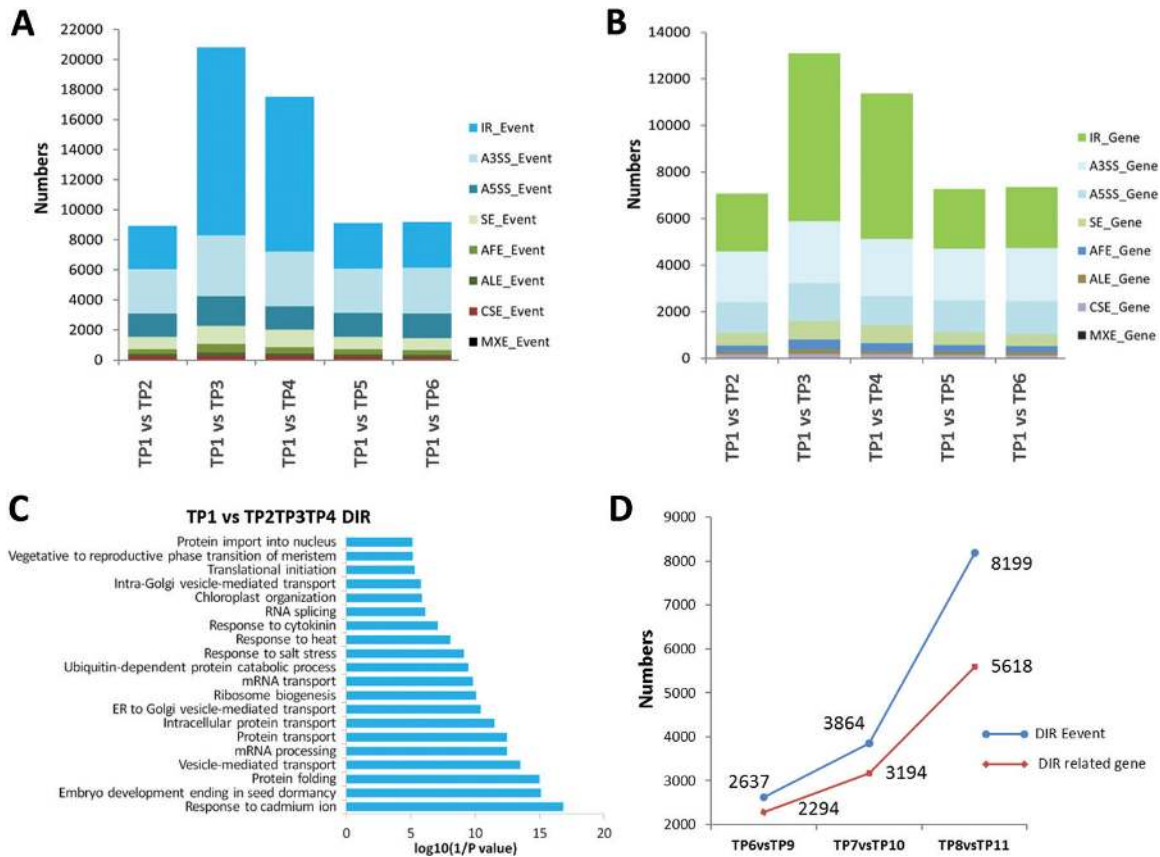 A
Numbers
22000
20000
18000
16000
14000
12000
10000
8000
6000
4000
2000
0
TP1 vs TP2
TP1 vs TP3
TP1 vs TP4
TP1 vs TP5
TP1 vs TP6
IR_Event
A3SS_Event
A5SS_Event
SE_Event
AFE_Event
ALE_Event
CSE_Event
MXE_Event
B
Numbers
14000
12000
10000
8000
6000
4000
2000
0
TP1 vs TP2
TP1 vs TP3
TP1 vs TP4
TP1 vs TP5
TP1 vs TP6
IR_Gene
A3SS_Gene
A5SS_Gene
SE_Gene
AFE_Gene
ALE_Gene
CSE_Gene
MXE_Gene
C
TP1 vs TP2TP3TP4 DIR
Protein import into nucleus
Vegetative to reproductive phase transition of meristem
Translational initiation
Intra-Golgi vesicle-mediated transport
Chloroplast organization
RNA splicing
Response to cytokinin
Response to heat
Response to salt stress
Ubiquitin-dependent protein catabolic process
mRNA transport
Ribosome biogenesis
ER to Golgi vesicle-mediated transport
Intracellular protein transport
Protein transport
mRNA processing
Vesicle-mediated transport
Protein folding
Embryo development ending in seed dormancy
Response to cadmium ion
0 5 10 15 20
log10(1/P value)
D
Numbers
9000
8000
7000
6000
5000
4000
3000
2000
8199
5618
3864
3194
2637
2294
DIR Eevent
DIR related gene
TP6vsTP9 TP7vsTP10 TP8vsTP11